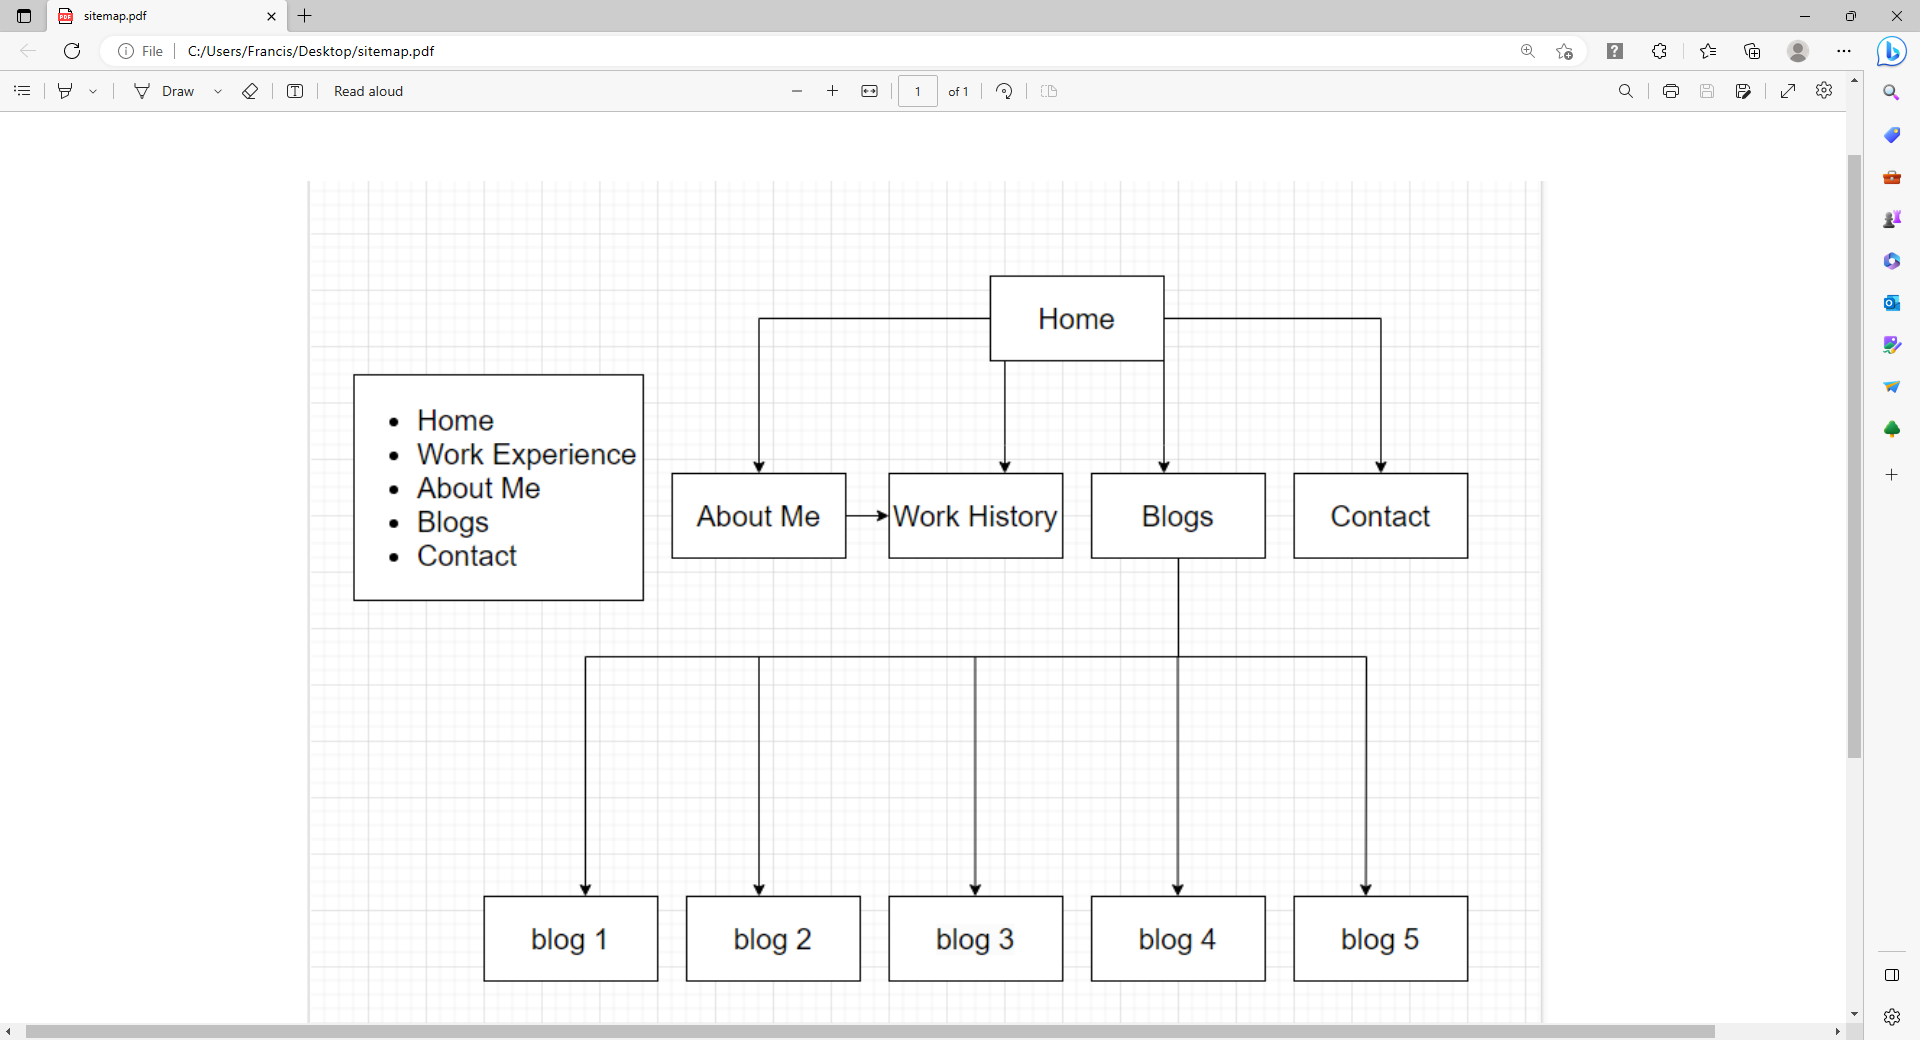 sitemap.pdf
File
C:/Users/Francis/Desktop/sitemap.pdf
Draw
Read aloud
1 of 1
Home
• Home
• Work Experience
• About Me
• Blogs
• Contact
About Me
Work History
Blogs
Contact
blog 1
blog 2
blog 3
blog 4
blog 5